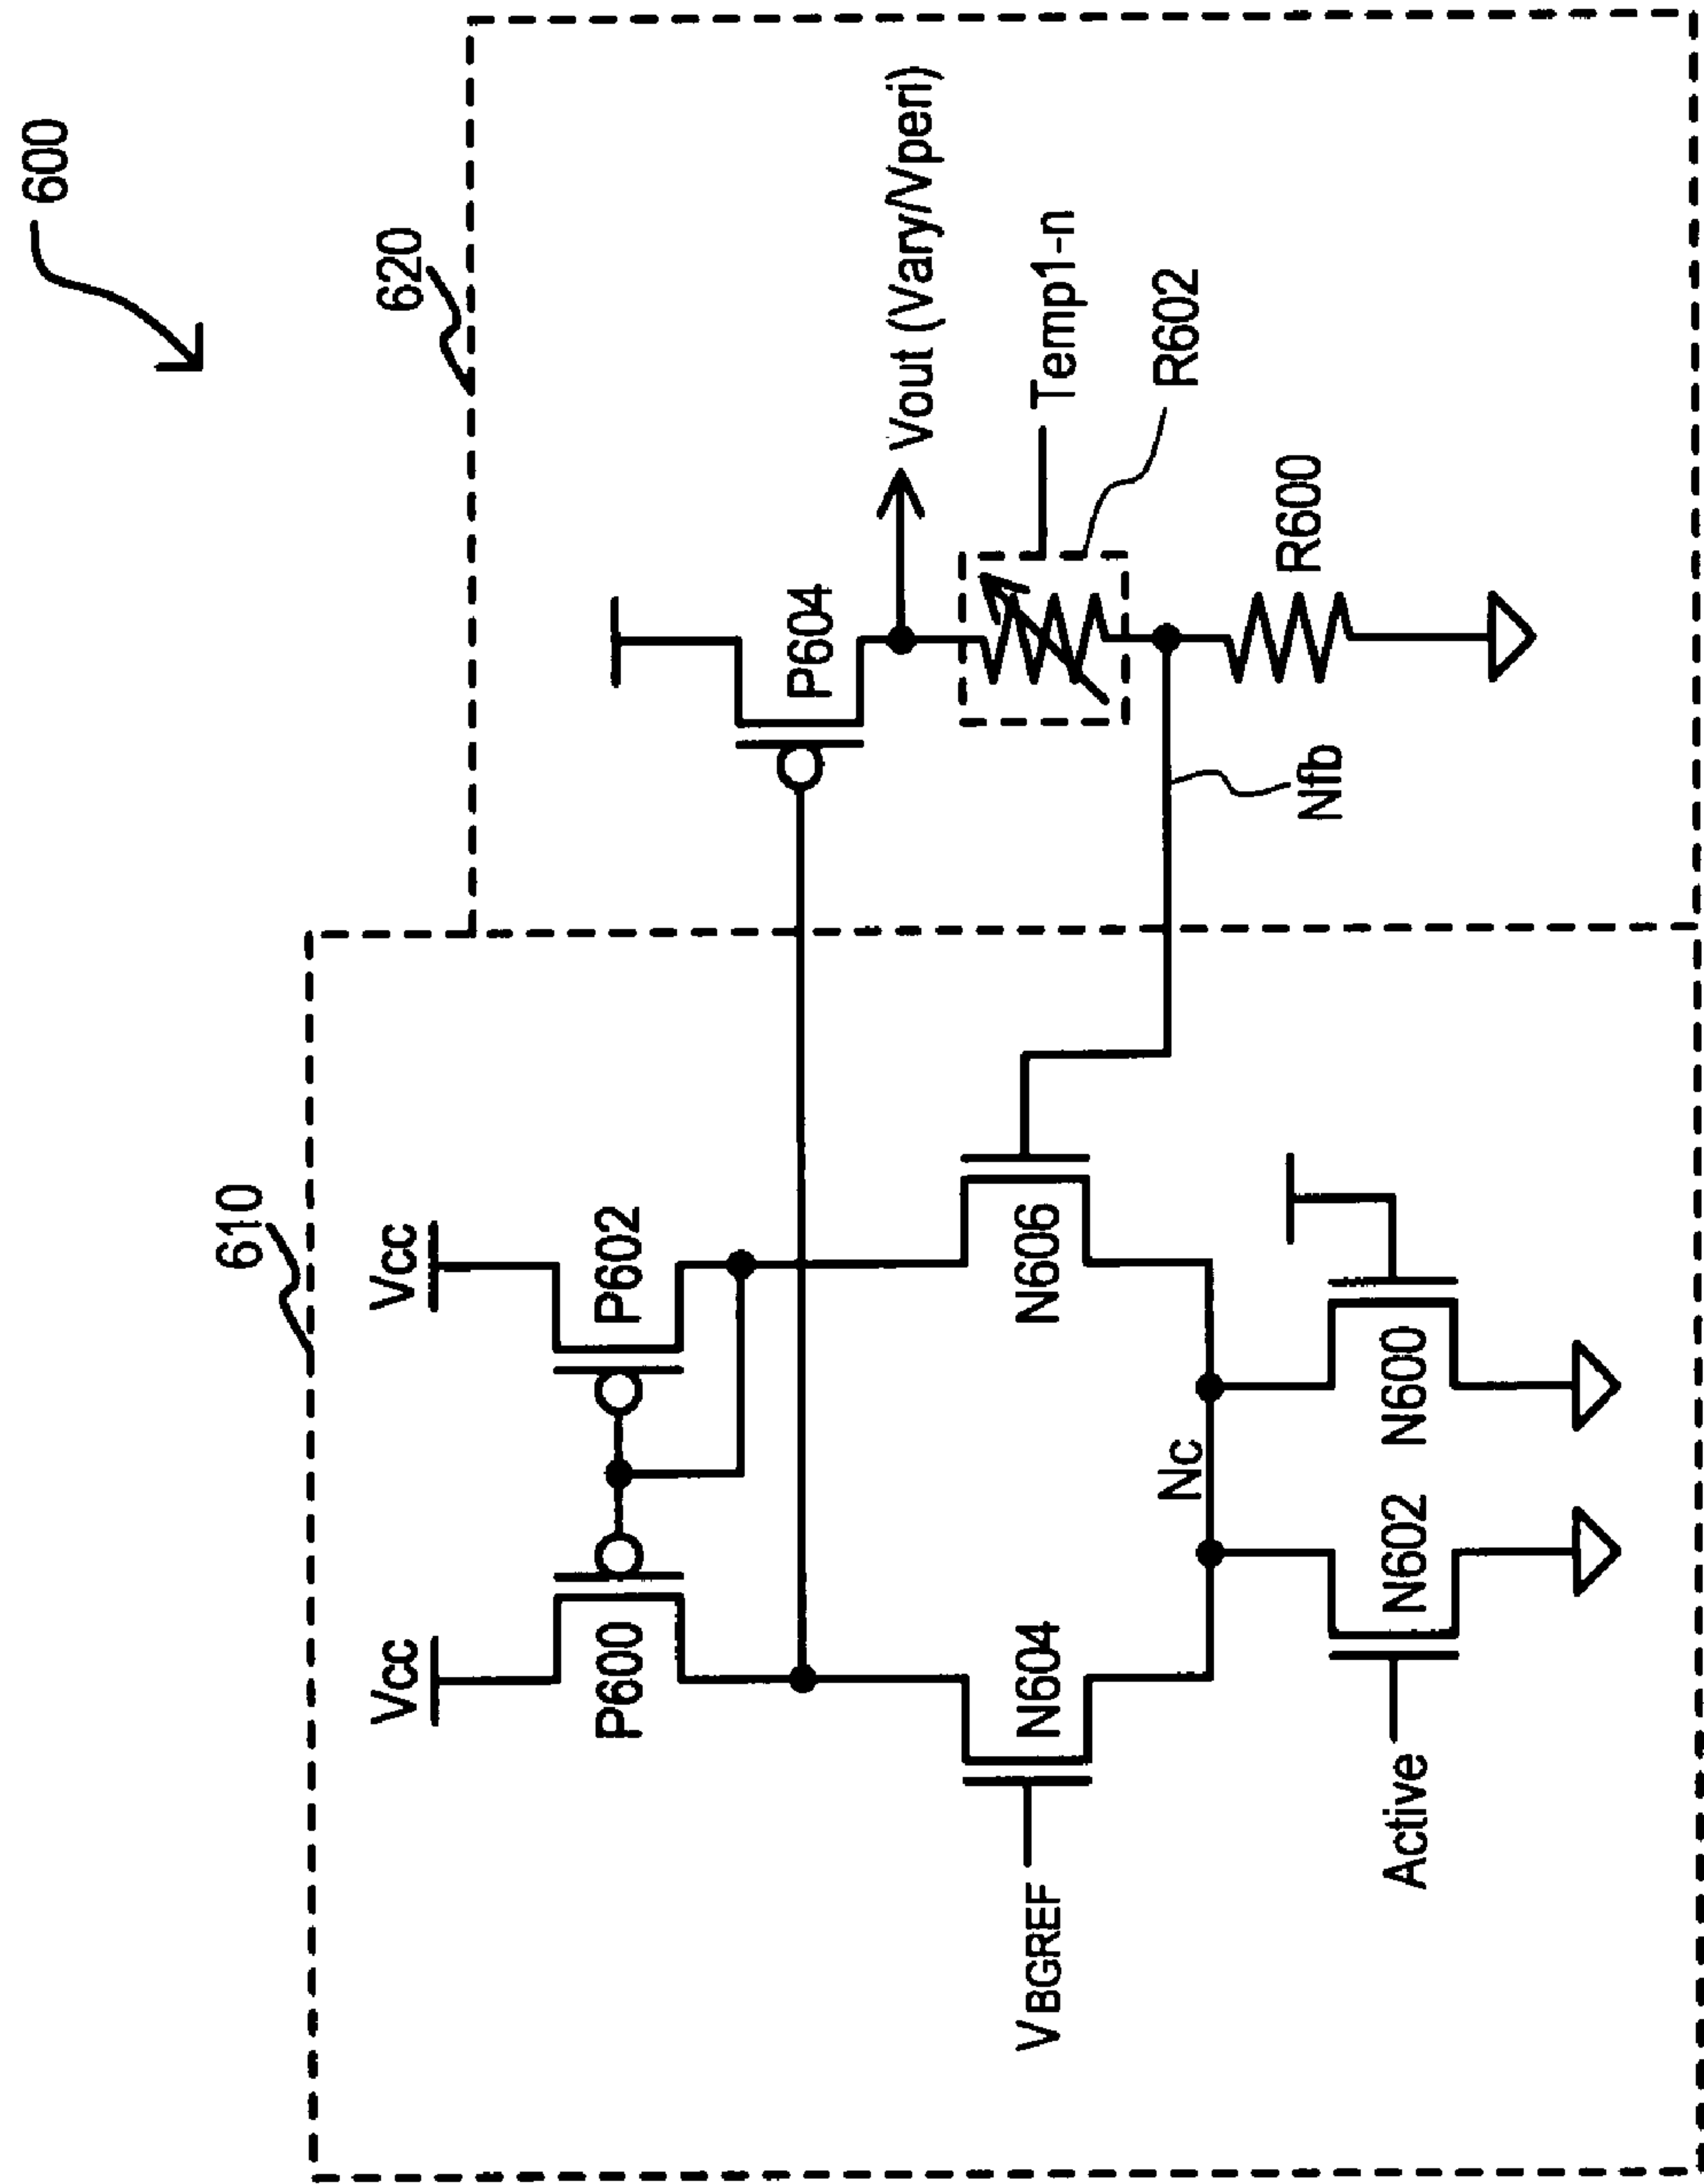 600
610
620
Vcc
Vcc
P600
P602
P604
Vout (Vary/Vperi)
Temp1-n
R602
VBGREF
N604
N606
Nc
Nfb
R600
Active
N602
N600